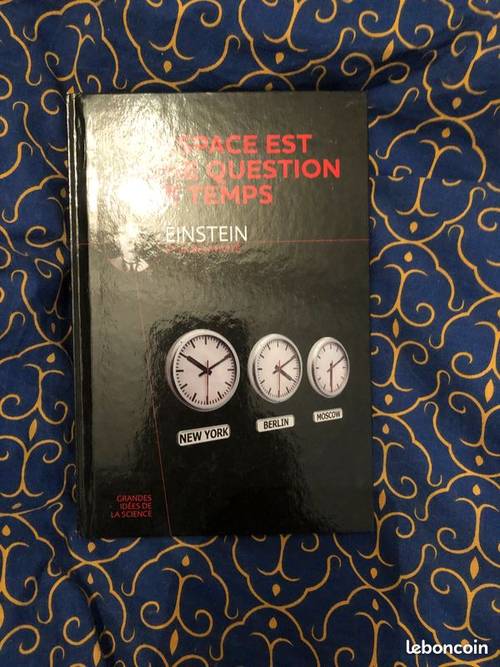 SPACE EST
QUESTION
TEMPS
EINSTEIN
NEW YORK
BERLIN
MOSCOW
GRANDES
IDÉES DE
LA SCIENCE
leboncoin